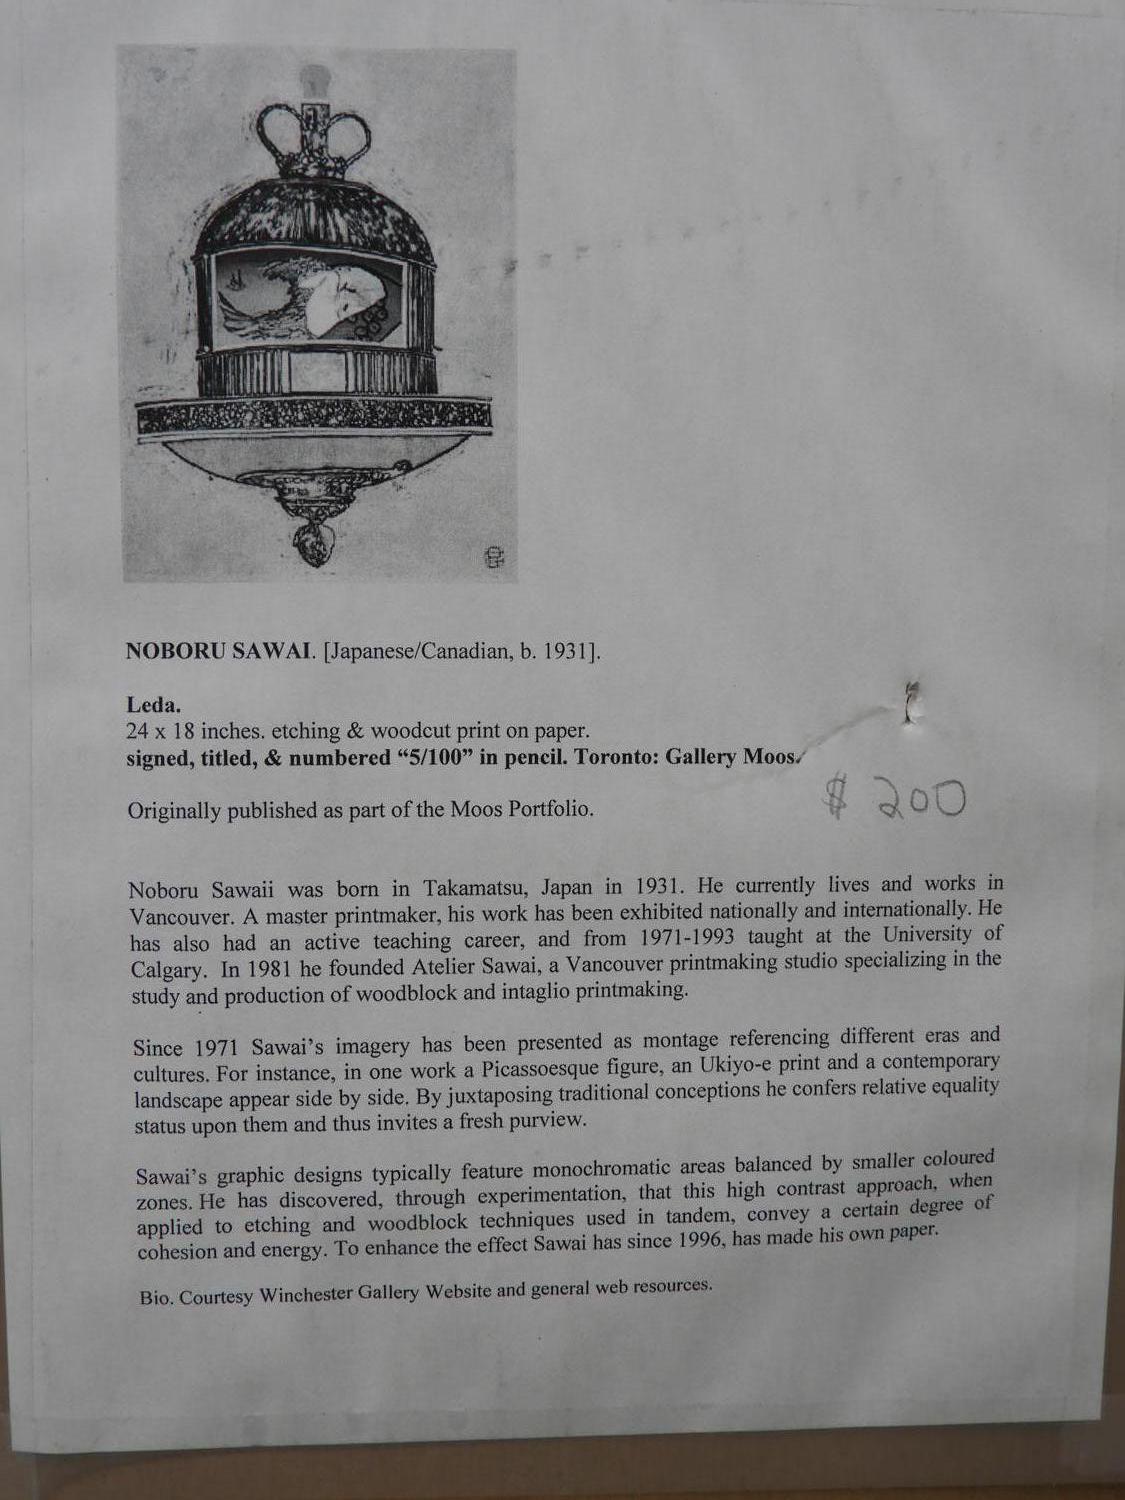 NOBORU SAWAI. [Japanese/Canadian, b. 1931].
Leda.
24 x 18 inches. etching & woodcut print on paper.
signed, titled, & numbered “5/100” in pencil. Toronto: Gallery Moos.
$ 200
Originally published as part of the Moos Portfolio.
Noboru Sawaii was born in Takamatsu, Japan in 1931. He currently lives and works in
Vancouver. A master printmaker, his work has been exhibited nationally and internationally. He
has also had an active teaching career, and from 1971-1993 taught at the University of
Calgary. In 1981 he founded Atelier Sawai, a Vancouver printmaking studio specializing in the
study and production of woodblock and intaglio printmaking.
Since 1971 Sawai’s imagery has been presented as montage referencing different eras and
cultures. For instance, in one work a Picassoesque figure, an Ukiyo-e print and a contemporary
landscape appear side by side. By juxtaposing traditional conceptions he confers relative equality
status upon them and thus invites a fresh purview.
Sawai’s graphic designs typically feature monochromatic areas balanced by smaller coloured
zones. He has discovered, through experimentation, that this high contrast approach, when
applied to etching and woodblock techniques used in tandem, convey a certain degree of
cohesion and energy. To enhance the effect Sawai has since 1996, has made his own paper.
Bio. Courtesy Winchester Gallery Website and general web resources.